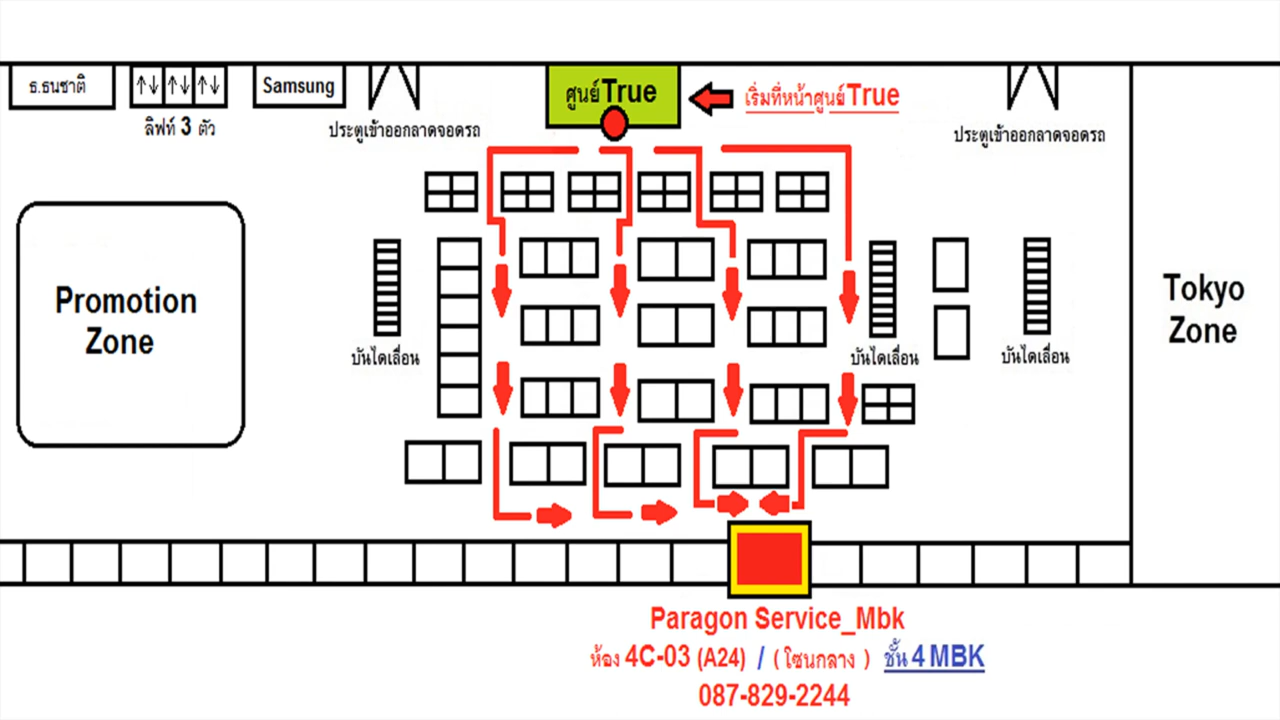 ธ.ธนชาติ
ลิฟท์ 3 ตัว
Samsung
ประตูเข้าออกลาดจอดรถ
ศูนย์True
เริ่มที่หน้าศูนย์True
ประตูเข้าออกลาดจอดรถ
Promotion
Zone
บันไดเลื่อน
บันไดเลื่อน
บันไดเลื่อน
Tokyo
Zone
Paragon Service_Mbk
ห้อง 4C-03 (A24) / ( โซนกลาง ) ชั้น 4 MBK
087-829-2244